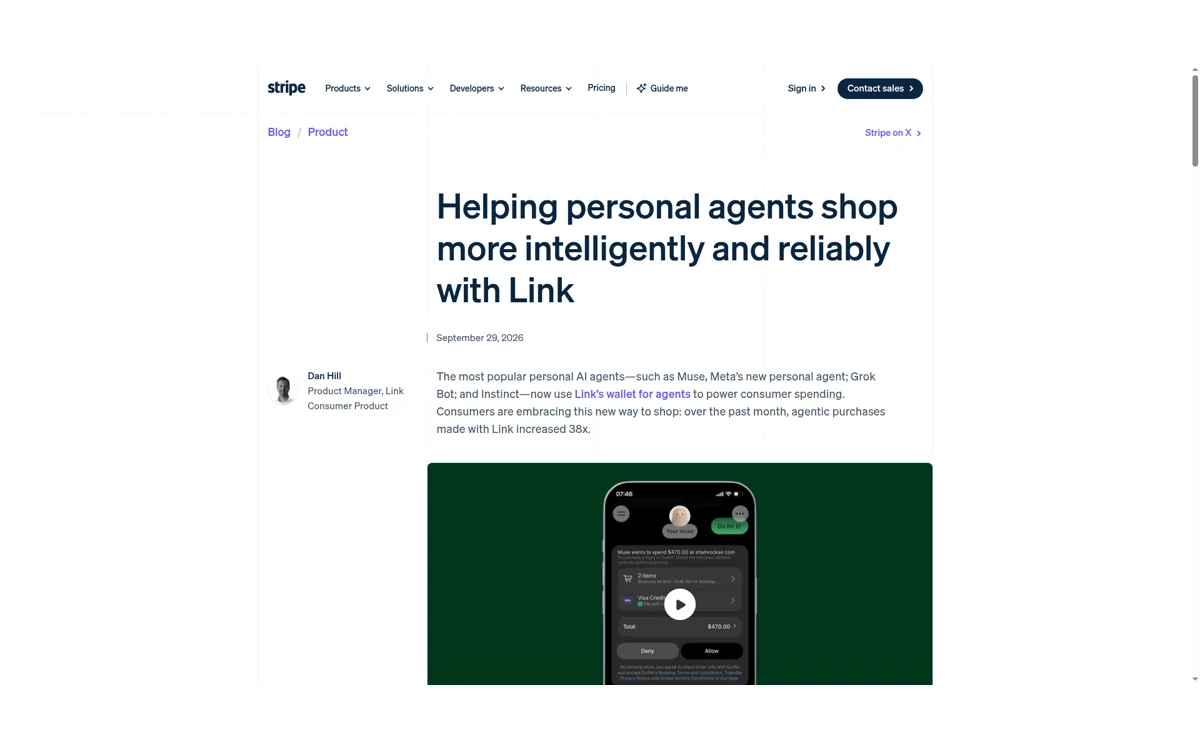 stripe
Products
Solutions
Developers
Resources
Pricing
Guide me
Sign in
Contact sales
Blog / Product
Stripe on X
Helping personal agents shop
more intelligently and reliably
with Link
September 29, 2026
Dan Hill
Product Manager, Link
Consumer Product
The most popular personal AI agents—such as Muse, Meta's new personal agent; Grok
Bot; and Instinct—now use Link's wallet for agents to power consumer spending.
Consumers are embracing this new way to shop: over the past month, agentic purchases
made with Link increased 38x.
07:46
Your Muse
Go for it!
Muse wants to spend $470.00 at shamrockair.com
2 items
Visa Credit
Total
$470.00
Deny
Allow